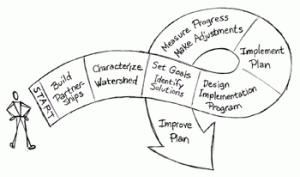 START
Build
Partner-
Ships
Characterize
Watershed
Set Goals
Identify
Solutions
Design
Implementation
Program
Implement
Plan
Measure Progress
Make Adjustments
Improve
Plan